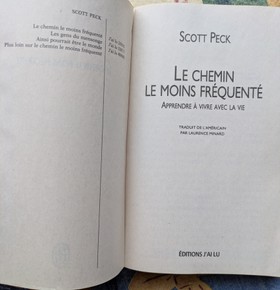 SCOTT PECK
Le chemin le moins fréquenté
Les gens du mensonge
Ainsi pourrait être le monde
Plus loin sur le chemin le moins fréquenté
SCOTT PECK
LE CHEMIN
LE MOINS FRÉQUENTÉ
APPRENDRE À VIVRE AVEC LA VIE
TRADUIT DE L'AMÉRICAIN
PAR LAURENCE MINARD
ÉDITIONS J'AI LU